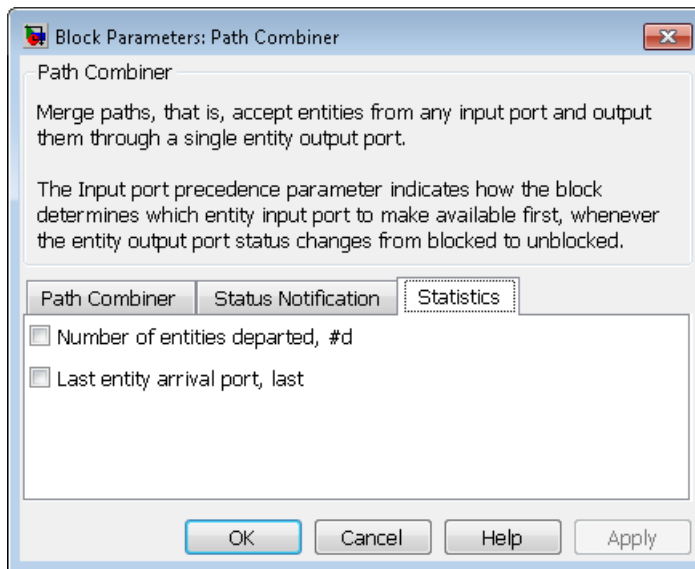 Block Parameters: Path Combiner
Path Combiner
Merge paths, that is, accept entities from any input port and output
them through a single entity output port.
The Input port precedence parameter indicates how the block
determines which entity input port to make available first, whenever
the entity output port status changes from blocked to unblocked.
Path Combiner Status Notification Statistics
Number of entities departed, #d
Last entity arrival port, last
OK Cancel Help Apply